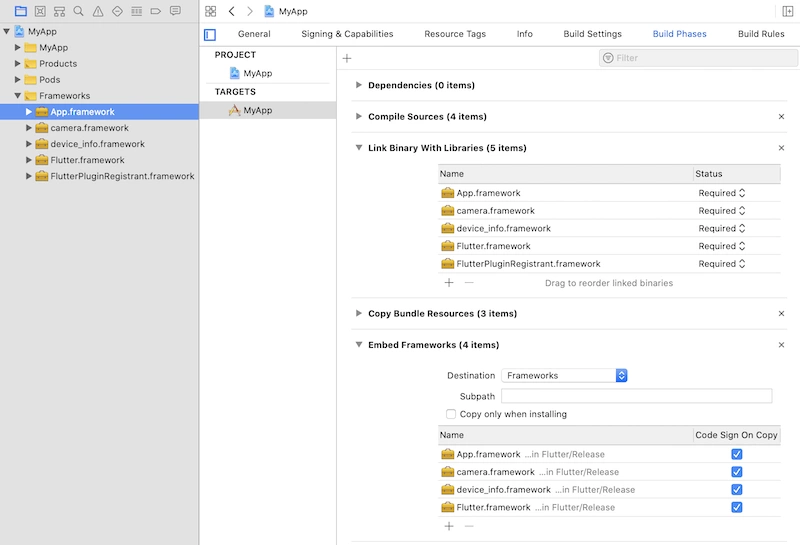 MyApp
MyApp
Products
Pods
Frameworks
App.framework
camera.framework
device_info.framework
Flutter.framework
FlutterPluginRegistrant.framework
MyApp
General
Signing & Capabilities
Resource Tags
Info
Build Settings
Build Phases
Build Rules
PROJECT
MyApp
TARGETS
MyApp
Filter
Dependencies (0 items)
Compile Sources (4 items)
Link Binary With Libraries (5 items)
Name Status
App.framework Required
camera.framework Required
device_info.framework Required
Flutter.framework Required
FlutterPluginRegistrant.framework Required
Drag to reorder linked binaries
Copy Bundle Resources (3 items)
Embed Frameworks (4 items)
Destination Frameworks
Subpath
Copy only when installing
Name Code Sign On Copy
App.framework ...in Flutter/Release
camera.framework ...in Flutter/Release
device_info.framework ...in Flutter/Release
Flutter.framework ...in Flutter/Release